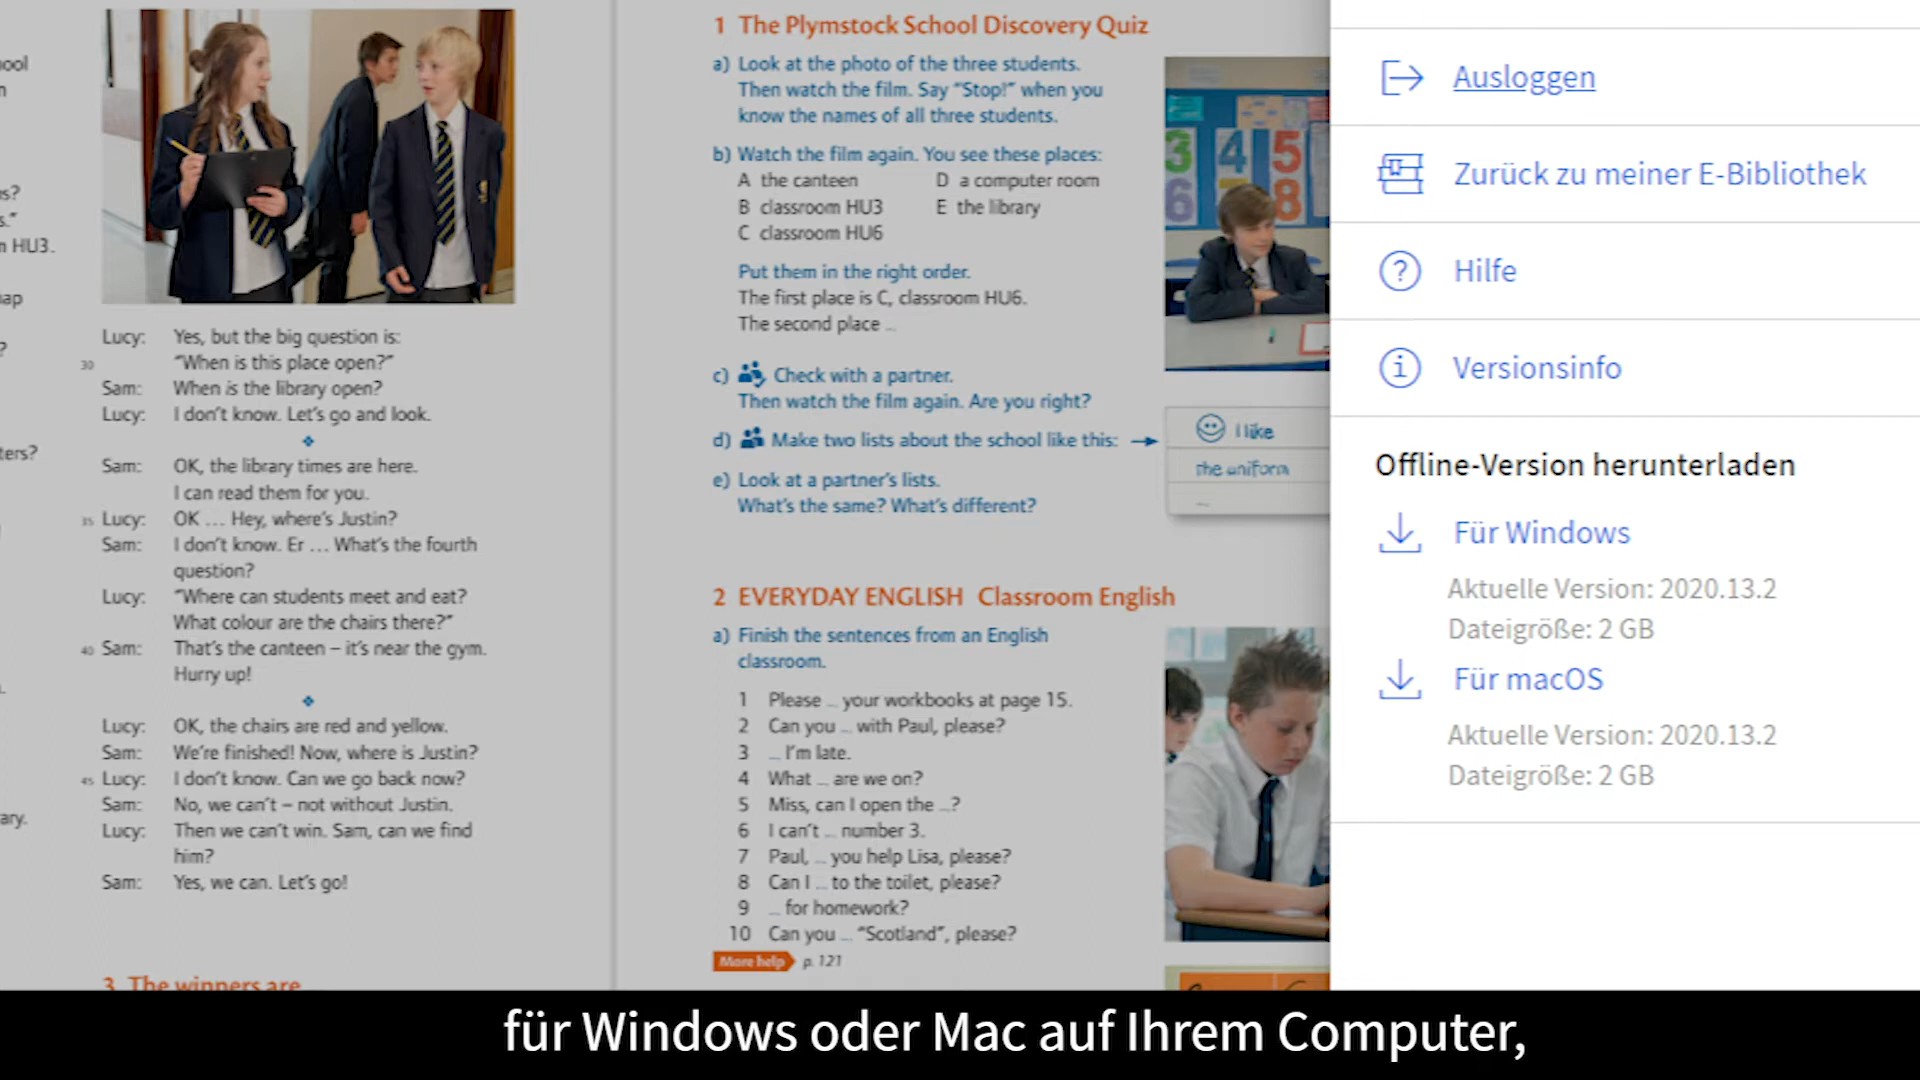 ool
n
s?
s."
n HU3.
ap
?
ters?
ary.
Lucy: Yes, but the big question is:
30 "When is this place open?"
Sam: When is the library open?
Lucy: I don't know. Let's go and look.
Sam: OK, the library times are here.
I can read them for you.
35 Lucy: OK … Hey, where's Justin?
Sam: I don't know. Er … What's the fourth
question?
Lucy: "Where can students meet and eat?
What colour are the chairs there?"
40 Sam: That's the canteen – it's near the gym.
Hurry up!
Lucy: OK, the chairs are red and yellow.
Sam: We're finished! Now, where is Justin?
45 Lucy: I don't know. Can we go back now?
Sam: No, we can't – not without Justin.
Lucy: Then we can't win. Sam, can we find
him?
Sam: Yes, we can. Let's go!
3 The winners are
1 The Plymstock School Discovery Quiz
a) Look at the photo of the three students.
Then watch the film. Say "Stop!" when you
know the names of all three students.
b) Watch the film again. You see these places:
A the canteen D a computer room
B classroom HU3 E the library
C classroom HU6
Put them in the right order.
The first place is C, classroom HU6.
The second place …
c) Check with a partner.
Then watch the film again. Are you right?
d) Make two lists about the school like this:
e) Look at a partner's lists.
What's the same? What's different?
3 4 5
6 7 8
I like
the uniform
…
2 EVERYDAY ENGLISH Classroom English
a) Finish the sentences from an English
classroom.
1 Please … your workbooks at page 15.
2 Can you … with Paul, please?
3 … I'm late.
4 What … are we on?
5 Miss, can I open the …?
6 I can't … number 3.
7 Paul, … you help Lisa, please?
8 Can I … to the toilet, please?
9 … for homework?
10 Can you … "Scotland", please?
More help p. 121
Ausloggen
Zurück zu meiner E-Bibliothek
Hilfe
Versionsinfo
Offline-Version herunterladen
Für Windows
Aktuelle Version: 2020.13.2
Dateigröße: 2 GB
Für macOS
Aktuelle Version: 2020.13.2
Dateigröße: 2 GB
für Windows oder Mac auf Ihrem Computer,